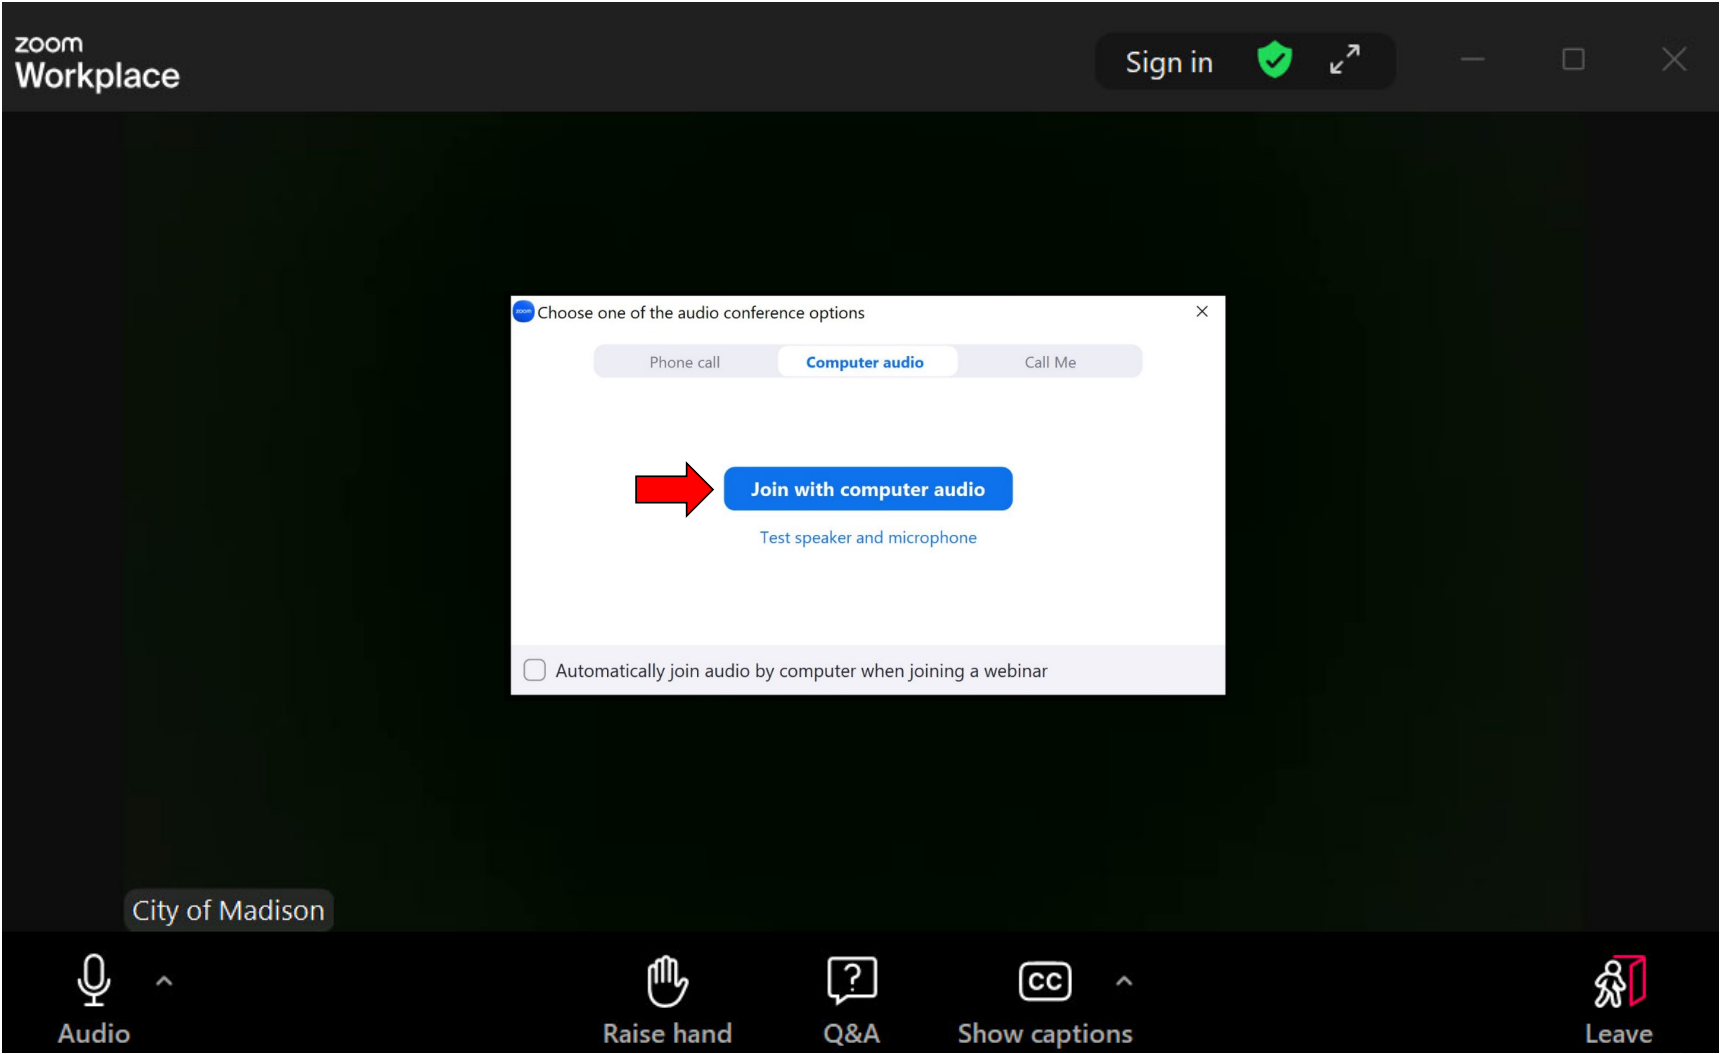 zoom
Workplace
Sign in
zoom Choose one of the audio conference options
Phone call Computer audio Call Me
Join with computer audio
Test speaker and microphone
Automatically join audio by computer when joining a webinar
City of Madison
CC
Audio Raise hand Q&A Show captions Leave